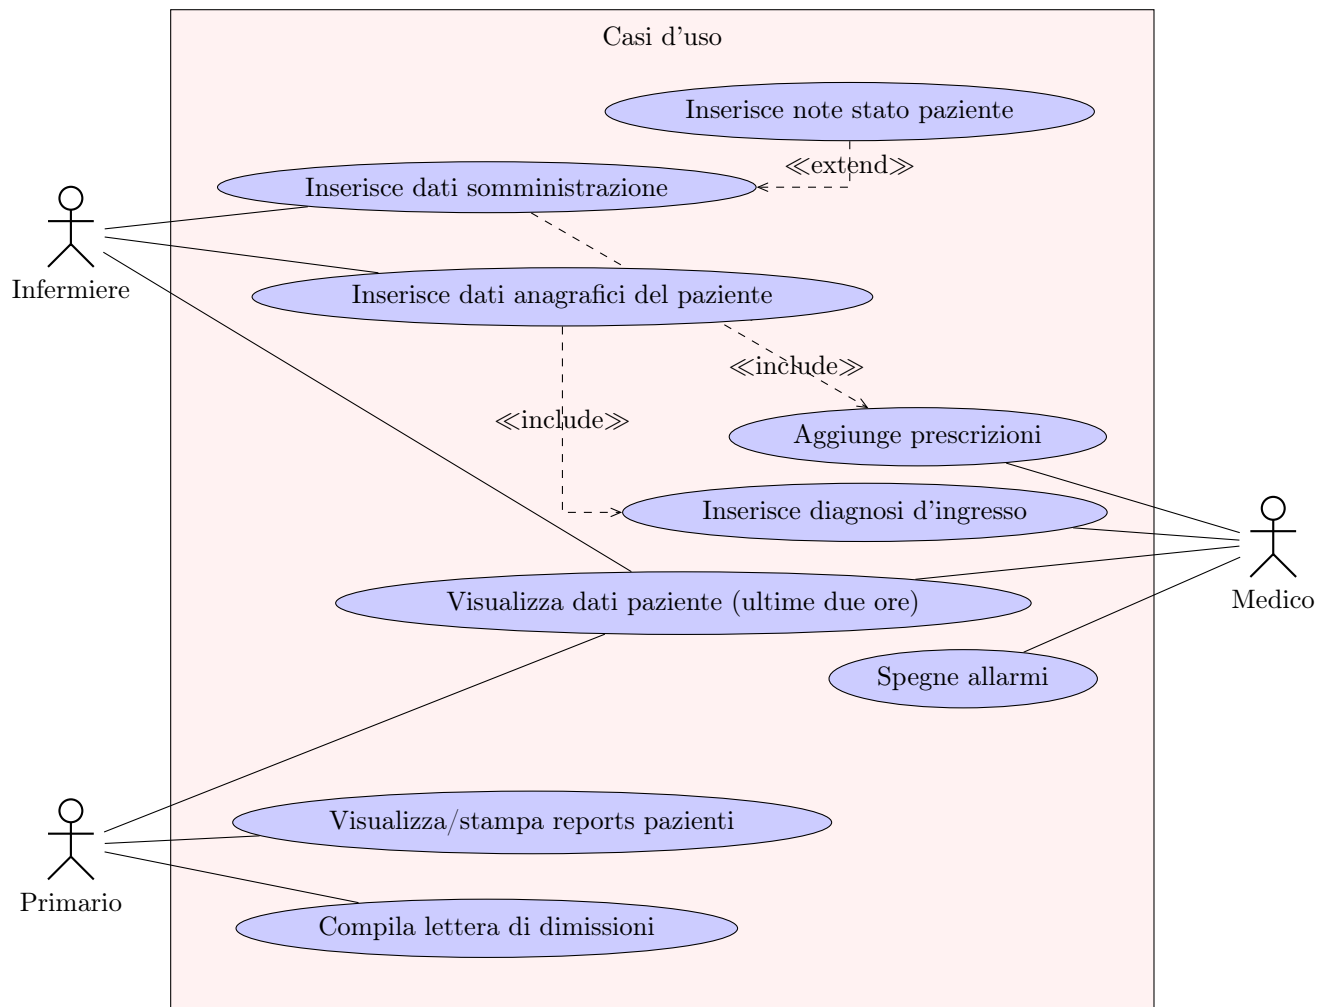 Casi d'uso
Inserisce note stato paziente
≪extend≫
Inserisce dati somministrazione
Infermiere
Inserisce dati anagrafici del paziente
≪include≫
≪include≫
Aggiunge prescrizioni
Inserisce diagnosi d'ingresso
Medico
Visualizza dati paziente (ultime due ore)
Spegne allarmi
Visualizza/stampa reports pazienti
Primario
Compila lettera di dimissioni